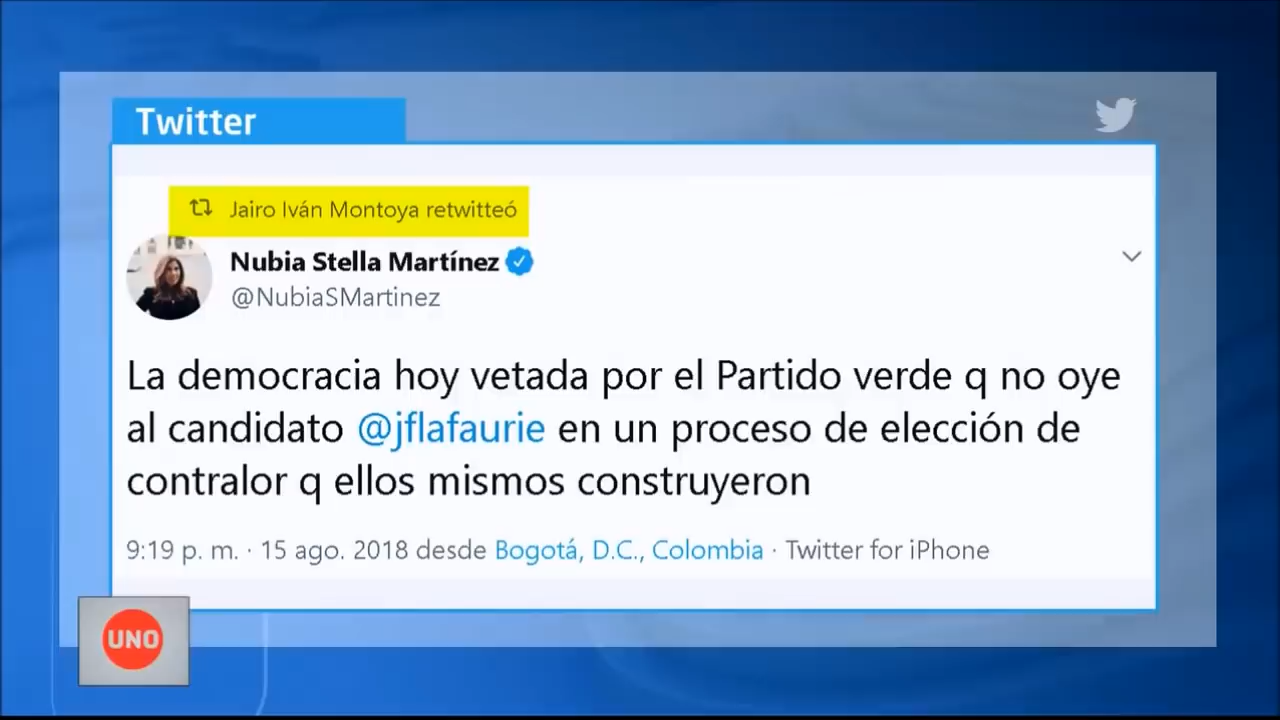 Twitter
Jairo Iván Montoya retwitteó
Nubia Stella Martínez
@NubiaSMartinez
La democracia hoy vetada por el Partido verde q no oye
al candidato @jflafaurie en un proceso de elección de
contralor q ellos mismos construyeron
9:19 p. m. · 15 ago. 2018 desde Bogotá, D.C., Colombia · Twitter for iPhone
UNO